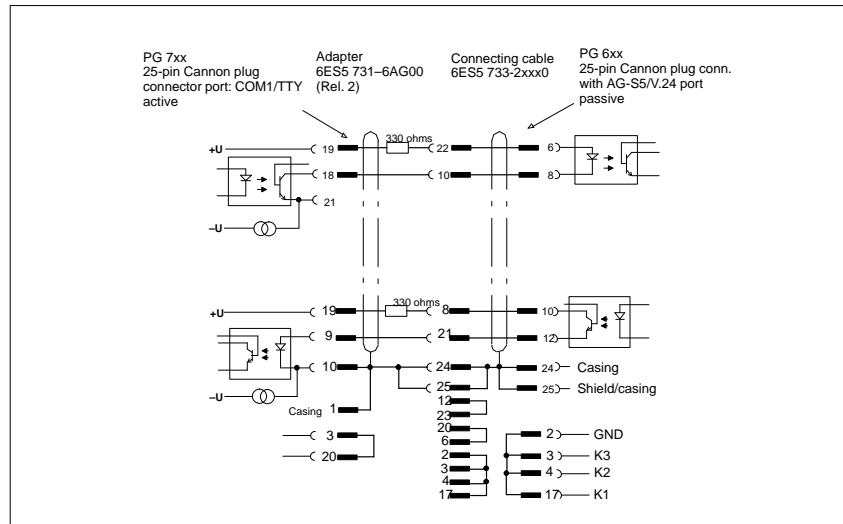 PG 7xx
25-pin Cannon plug
connector port: COM1/TTY
active
Adapter
6ES5 731–6AG00
(Rel. 2)
Connecting cable
6ES5 733-2xxx0
PG 6xx
25-pin Cannon plug conn.
with AG-S5/V.24 port
passive
+U 19 330 ohms 22 6
18 10 8
21
–U
+U 19 330 ohms 8 10
9 21 12
10 24 24 Casing
25 25 Shield/casing
Casing 1 12
23
3 20 2 GND
20 6 3 K3
2 4 K2
3 17 K1
4
17